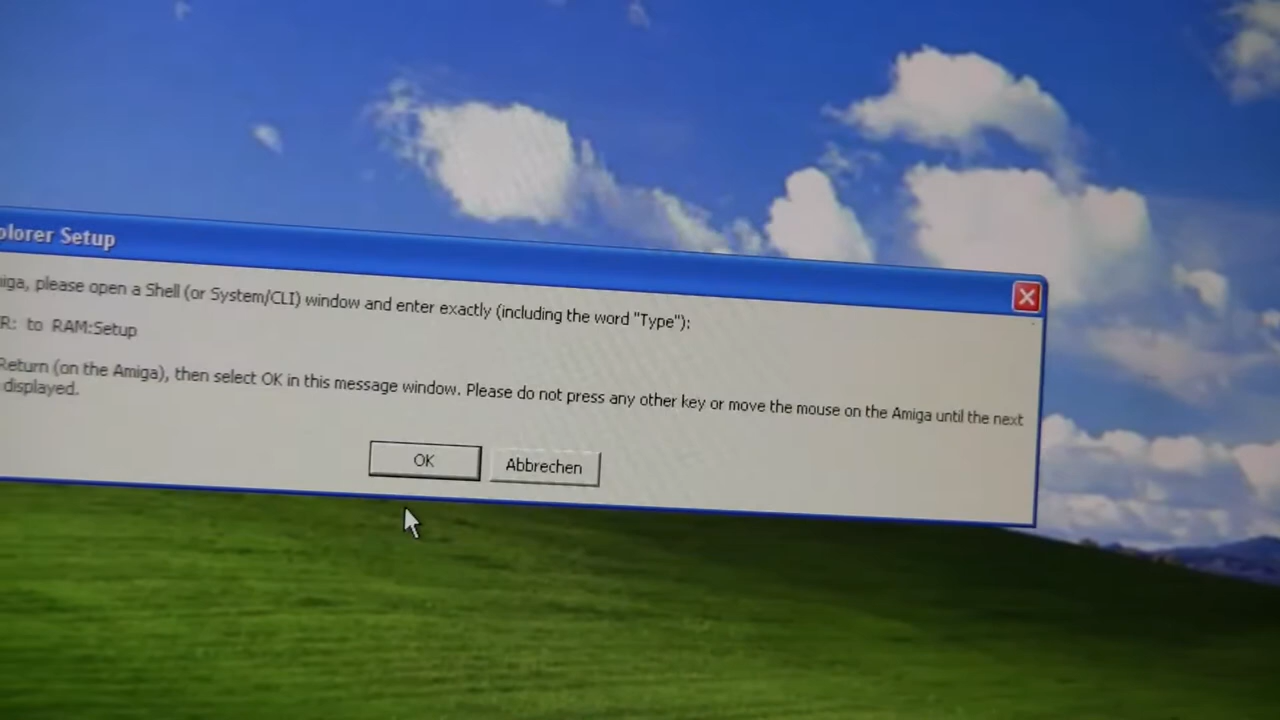 plorer Setup
iga, please open a Shell (or System/CLI) window and enter exactly (including the word "Type"):
R: to RAM:Setup
Return (on the Amiga), then select OK in this message window. Please do not press any other key or move the mouse on the Amiga until the next
displayed.
OK Abbrechen